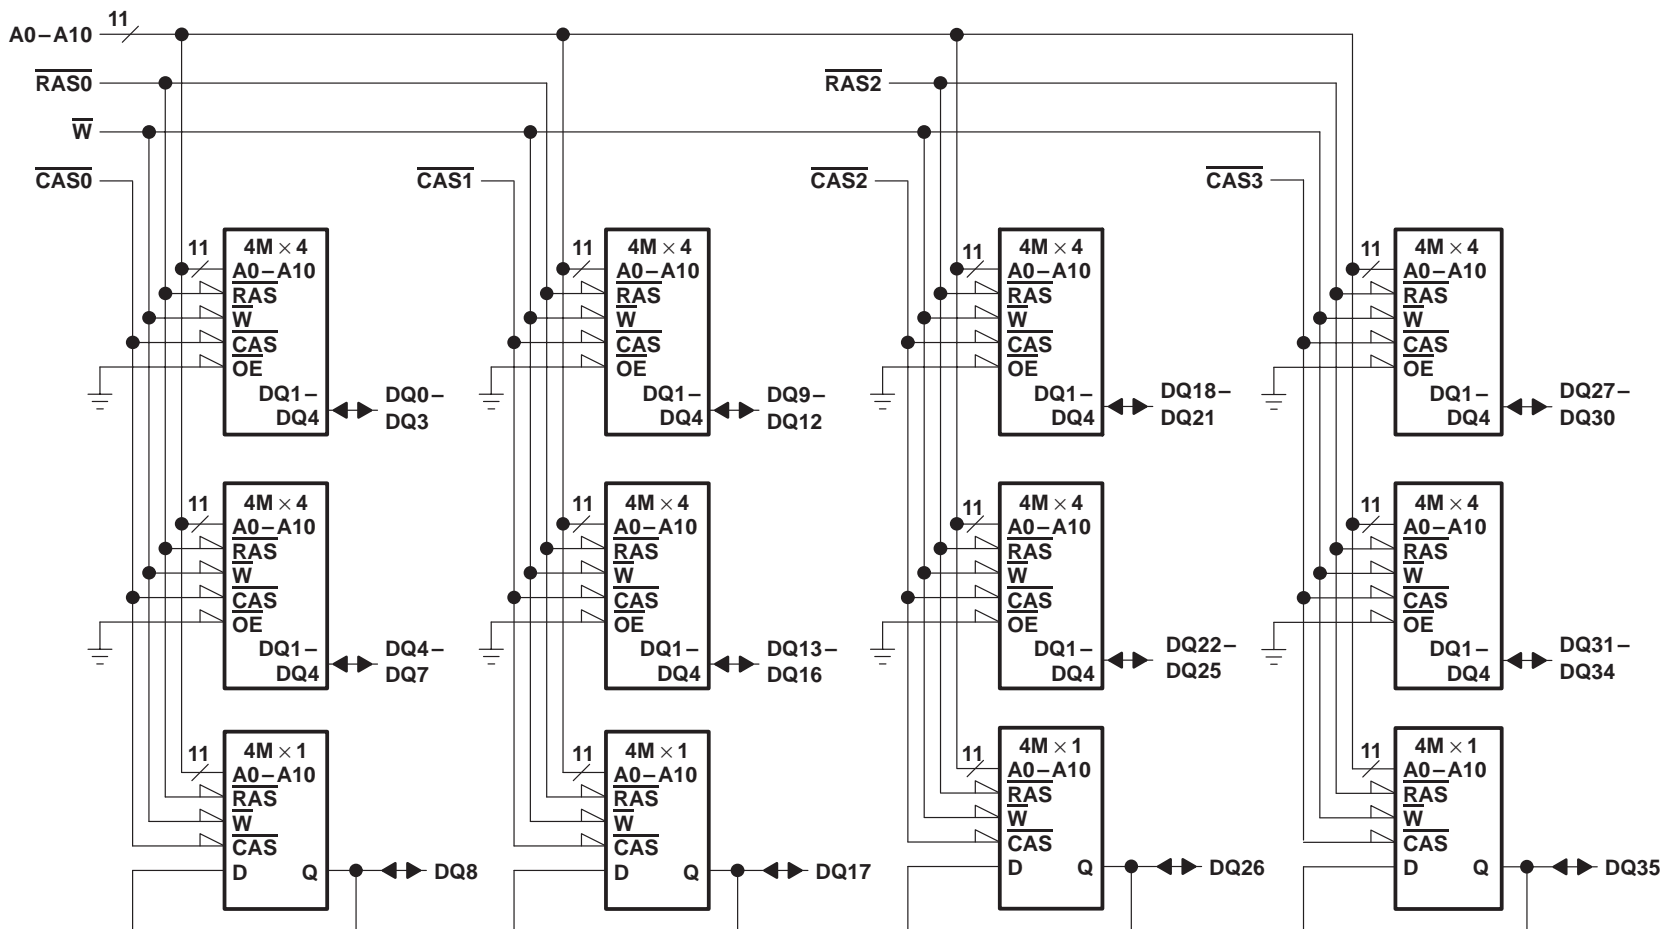 11
A0–A10
RAS0
RAS2
W
CAS0
CAS1
CAS2
CAS3
4M × 4
11
A0–A10
RAS
W
CAS
OE
DQ1–
DQ4
DQ0–
DQ3
4M × 4
11
A0–A10
RAS
W
CAS
OE
DQ1–
DQ4
DQ9–
DQ12
4M × 4
11
A0–A10
RAS
W
CAS
OE
DQ1–
DQ4
DQ18–
DQ21
4M × 4
11
A0–A10
RAS
W
CAS
OE
DQ1–
DQ4
DQ27–
DQ30
4M × 4
11
A0–A10
RAS
W
CAS
OE
DQ1–
DQ4
DQ4–
DQ7
4M × 4
11
A0–A10
RAS
W
CAS
OE
DQ1–
DQ4
DQ13–
DQ16
4M × 4
11
A0–A10
RAS
W
CAS
OE
DQ1–
DQ4
DQ22–
DQ25
4M × 4
11
A0–A10
RAS
W
CAS
OE
DQ1–
DQ4
DQ31–
DQ34
4M × 1
11
A0–A10
RAS
W
CAS
D Q
DQ8
4M × 1
11
A0–A10
RAS
W
CAS
D Q
DQ17
4M × 1
11
A0–A10
RAS
W
CAS
D Q
DQ26
4M × 1
11
A0–A10
RAS
W
CAS
D Q
DQ35